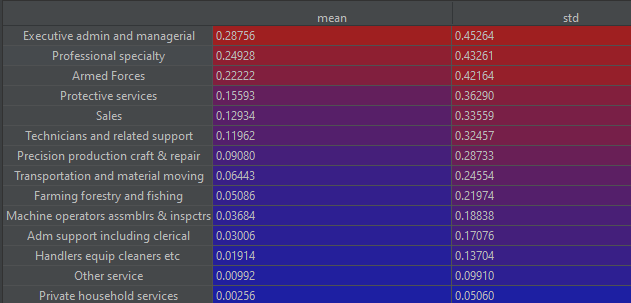 mean std
Executive admin and managerial 0.28756 0.45264
Professional specialty 0.24928 0.43261
Armed Forces 0.22222 0.42164
Protective services 0.15593 0.36290
Sales 0.12934 0.33559
Technicians and related support 0.11962 0.32457
Precision production craft & repair 0.09080 0.28733
Transportation and material moving 0.06443 0.24554
Farming forestry and fishing 0.05086 0.21974
Machine operators assmblrs & inspctrs 0.03684 0.18838
Adm support including clerical 0.03006 0.17076
Handlers equip cleaners etc 0.01914 0.13704
Other service 0.00992 0.09910
Private household services 0.00256 0.05060